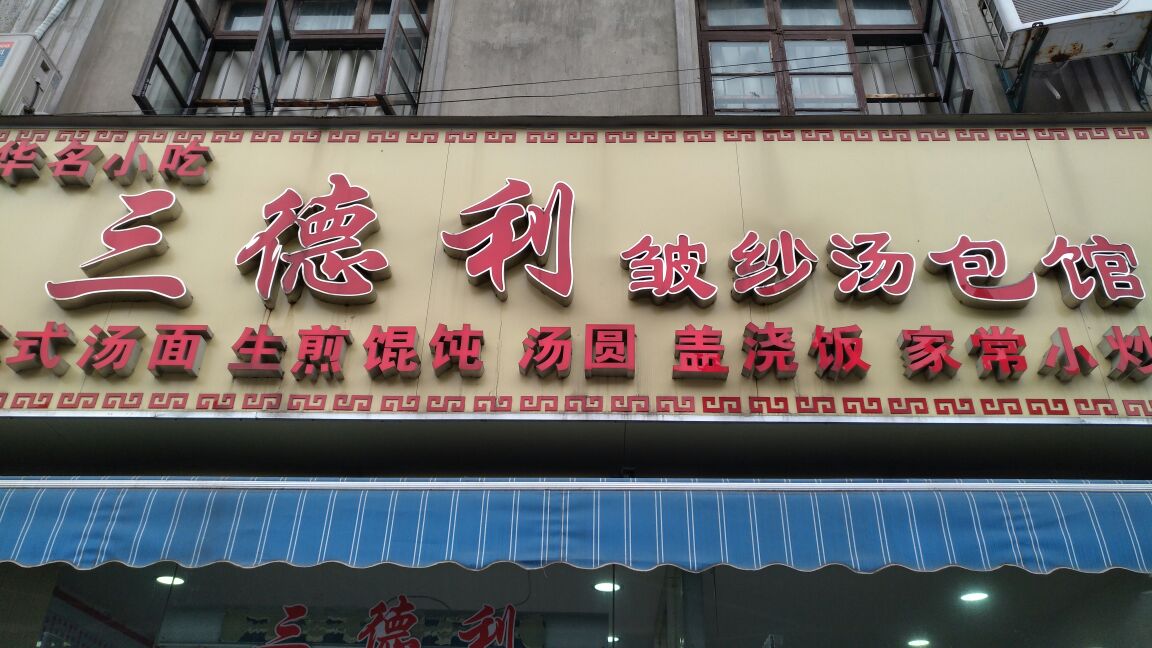 华名小吃
三德利 皱纱汤包馆
式汤面 生煎馄饨 汤圆 盖浇饭 家常小炒
三德利